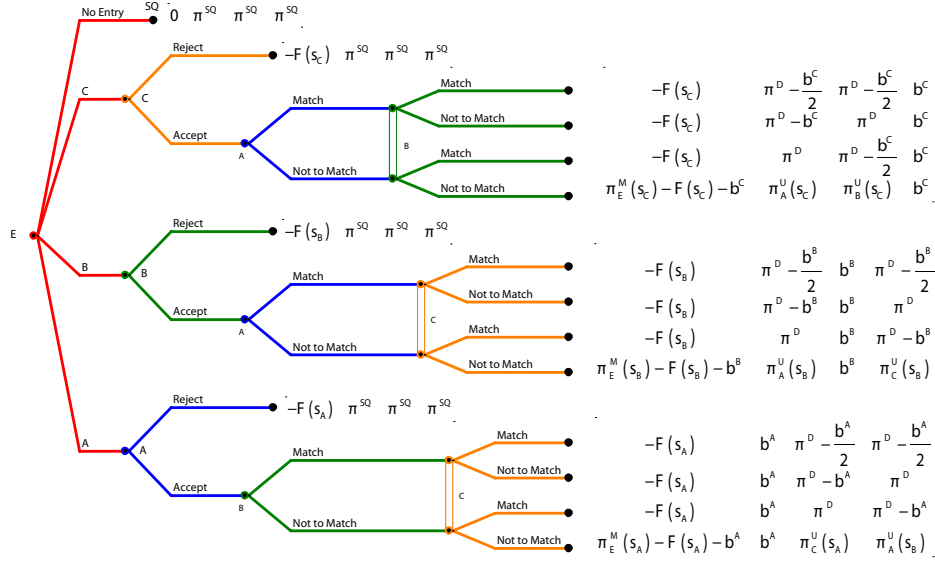 No Entry SQ 0 π^SQ π^SQ π^SQ
Reject −F(s_C) π^SQ π^SQ π^SQ
C C
Match −F(s_C) π^D − b^C/2 π^D − b^C/2 b^C
Match
Not to Match −F(s_C) π^D − b^C π^D b^C
Accept A B
Match −F(s_C) π^D π^D − b^C/2 b^C
Not to Match
Not to Match π_E^M(s_C) − F(s_C) − b^C π_A^U(s_C) π_B^U(s_C) b^C
E
Reject −F(s_B) π^SQ π^SQ π^SQ
B B
Match −F(s_B) π^D − b^B/2 b^B π^D − b^B/2
Match
Not to Match −F(s_B) π^D − b^B b^B π^D
Accept A C
Match −F(s_B) π^D b^B π^D − b^B
Not to Match
Not to Match π_E^M(s_B) − F(s_B) − b^B π_A^U(s_B) b^B π_C^U(s_B)
Reject −F(s_A) π^SQ π^SQ π^SQ
A A
Match −F(s_A) b^A π^D − b^A/2 π^D − b^A/2
Match
Not to Match −F(s_A) b^A π^D − b^A π^D
Accept B C
Match −F(s_A) b^A π^D π^D − b^A
Not to Match
Not to Match π_E^M(s_A) − F(s_A) − b^A b^A π_C^U(s_A) π_A^U(s_B)